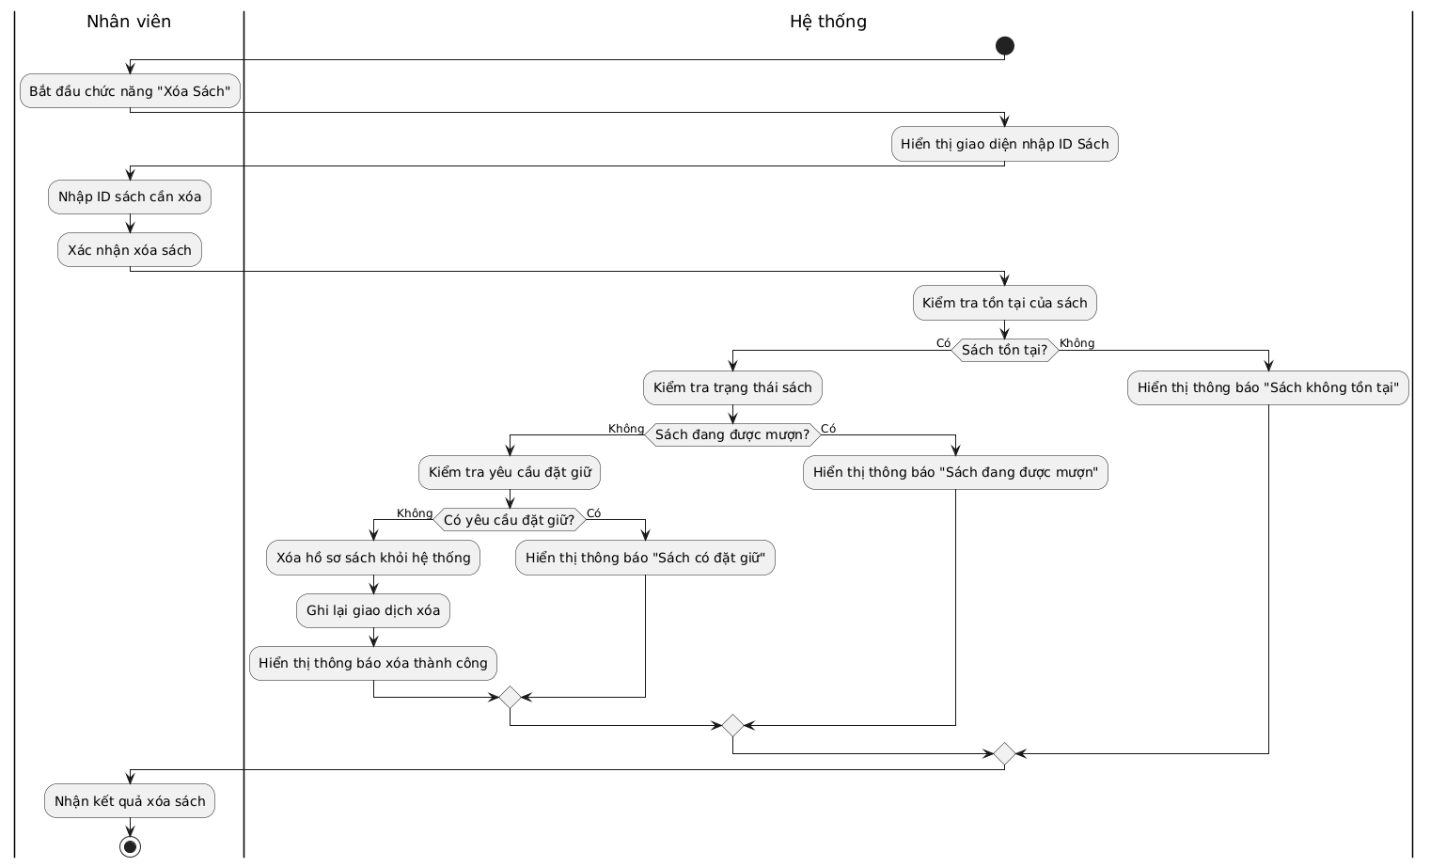 Nhân viên
Hệ thống
Bắt đầu chức năng "Xóa Sách"
Hiển thị giao diện nhập ID Sách
Nhập ID sách cần xóa
Xác nhận xóa sách
Kiểm tra tồn tại của sách
Có
Sách tồn tại?
Không
Kiểm tra trạng thái sách
Hiển thị thông báo "Sách không tồn tại"
Không
Sách đang được mượn?
Có
Kiểm tra yêu cầu đặt giữ
Hiển thị thông báo "Sách đang được mượn"
Không
Có yêu cầu đặt giữ?
Có
Xóa hồ sơ sách khỏi hệ thống
Hiển thị thông báo "Sách có đặt giữ"
Ghi lại giao dịch xóa
Hiển thị thông báo xóa thành công
Nhận kết quả xóa sách